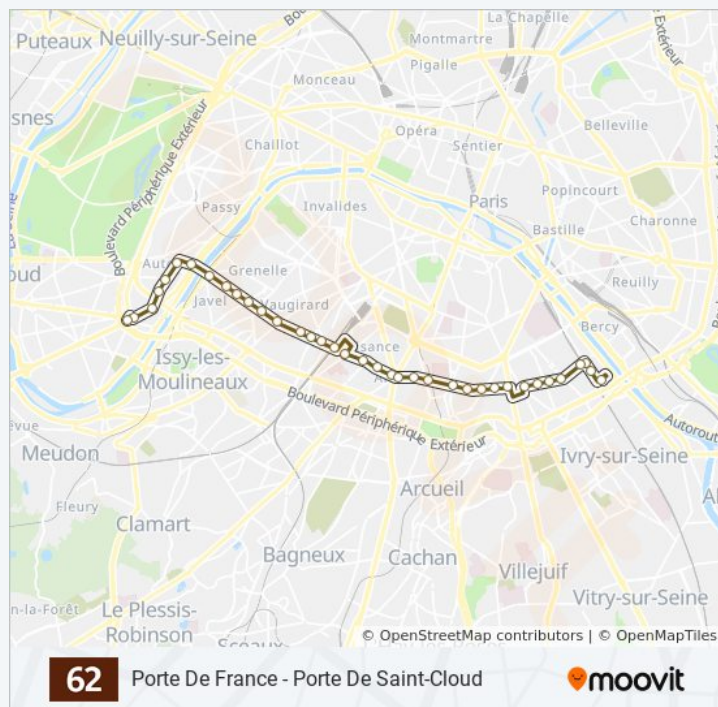 La Chapelle
Puteaux
Neuilly-sur-Seine
Montmartre
Pigalle
Monceau
Boulevard Périphérique Extérieur
Belleville
Chaillot
Opéra
Sentier
Passy
Invalides
Paris
Popincourt
Charonne
Bastille
Grenelle
Reuilly
Javel
Vaugirard
Bercy
Issy-les-
Moulineaux
Boulevard Périphérique Extérieur
Autoroute
Meudon
Ivry-sur-Seine
Arcueil
Fleury
Clamart
Bagneux
Cachan
Villejuif
Vitry-sur-Seine
Le Plessis-
Robinson
© OpenStreetMap contributors | © OpenMapTiles
62
Porte De France - Porte De Saint-Cloud
moovit